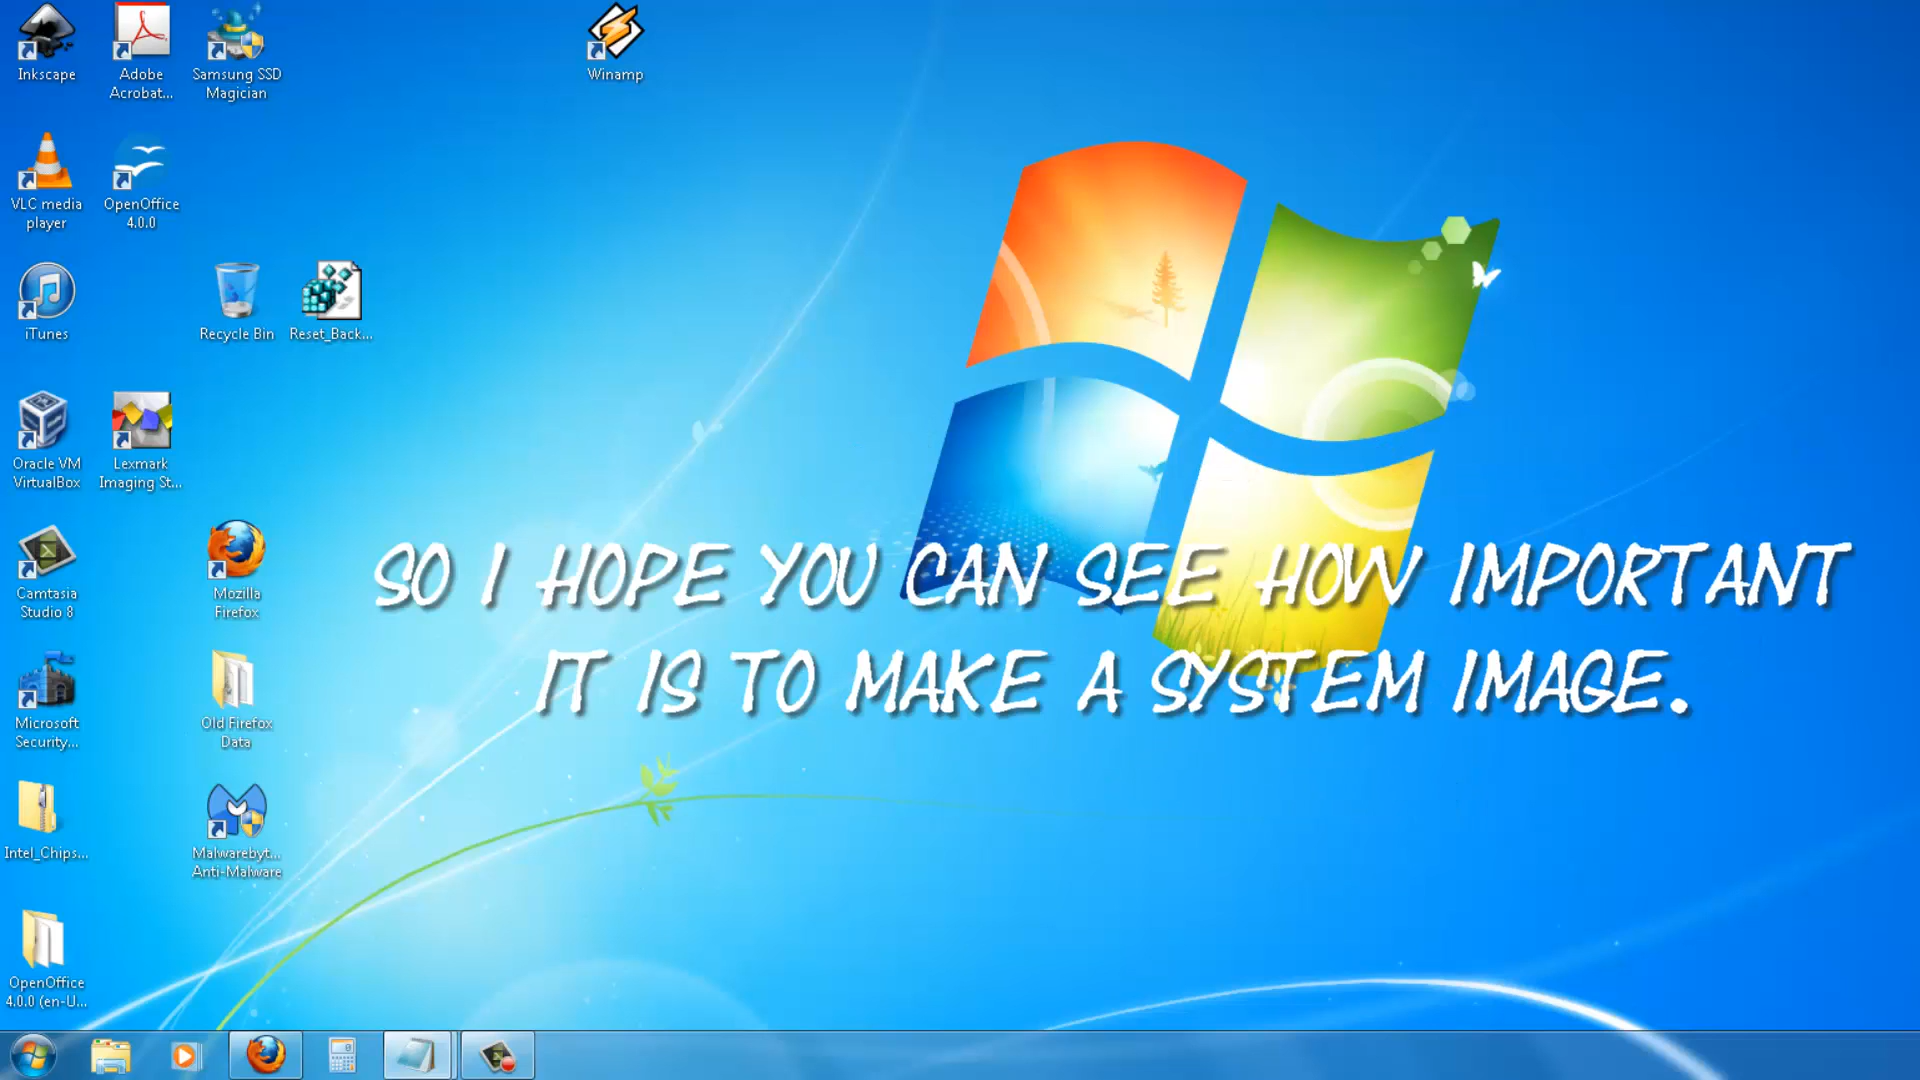 Inkscape
Adobe
Acrobat...
Samsung SSD
Magician
Winamp
VLC media
player
OpenOffice
4.0.0
iTunes
Recycle Bin
Reset_Back...
Oracle VM
VirtualBox
Lexmark
Imaging St...
Camtasia
Studio 8
Mozilla
Firefox
SO I HOPE YOU CAN SEE HOW IMPORTANT
IT IS TO MAKE A SYSTEM IMAGE.
Microsoft
Security...
Old Firefox
Data
Intel_Chips...
Malwarebyt...
Anti-Malware
OpenOffice
4.0.0 (en-U...